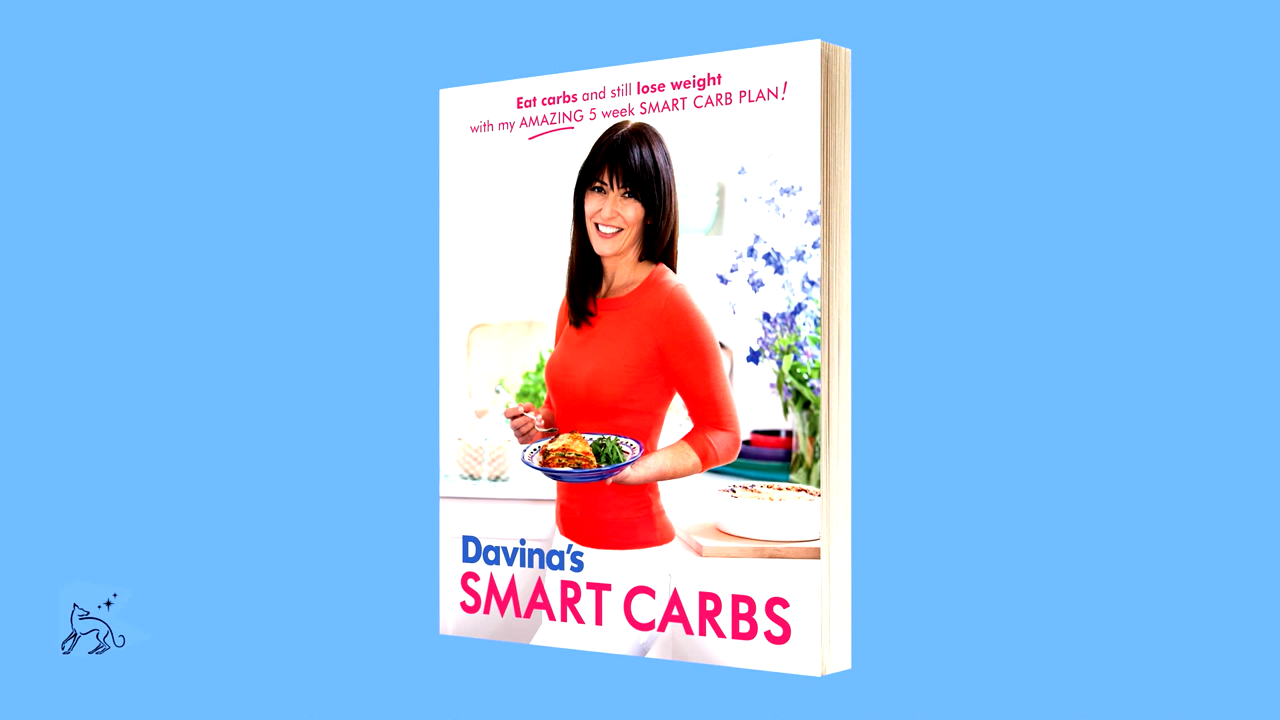 Eat carbs and still lose weight
with my AMAZING 5 week SMART CARB PLAN!
Davina's
SMART CARBS